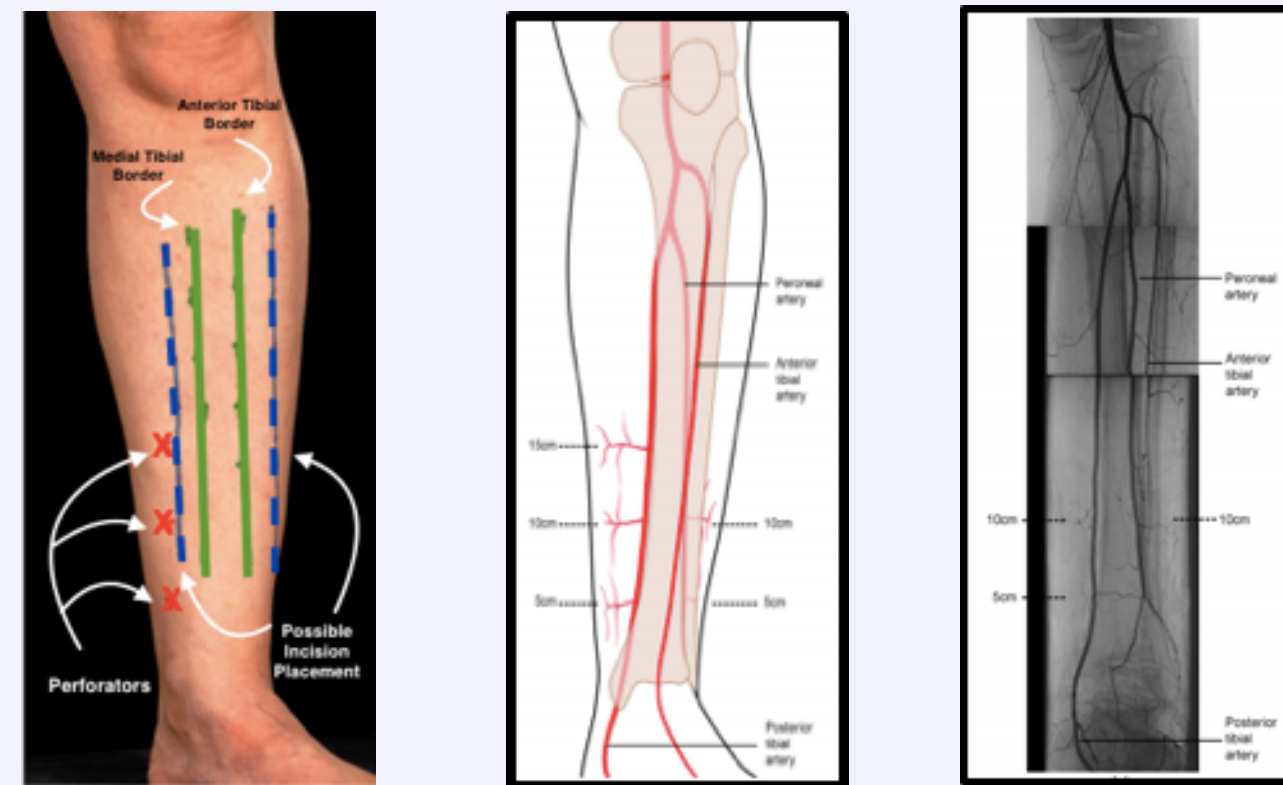 Anterior Tibial
Border
Medial Tibial
Border
X
X
X
Possible
Incision
Placement
Perforators
Peroneal
artery
Anterior
tibial
artery
15cm
10cm
10cm
5cm
5cm
Posterior
tibial
artery
Peroneal
artery
Anterior
tibial
artery
10cm
10cm
5cm
Posterior
tibial
artery